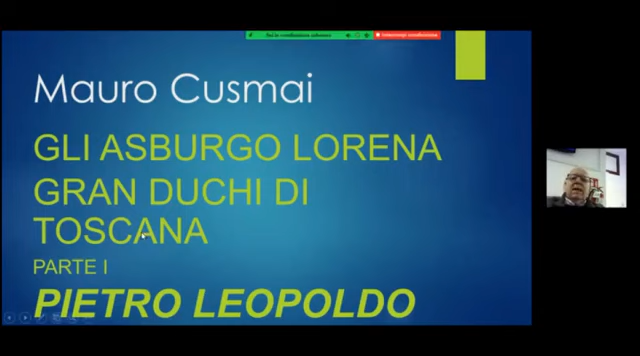 Mauro Cusmai
GLI ASBURGO LORENA
GRAN DUCHI DI
TOSCANA
PARTE I
PIETRO LEOPOLDO